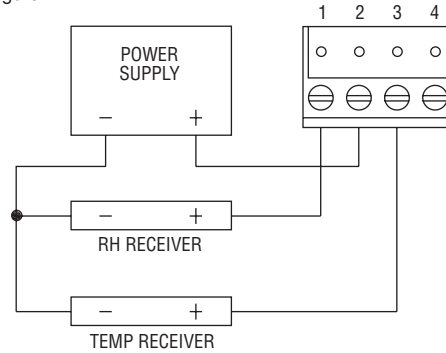 1 2 3 4
POWER
SUPPLY
– +
– +
RH RECEIVER
– +
TEMP RECEIVER